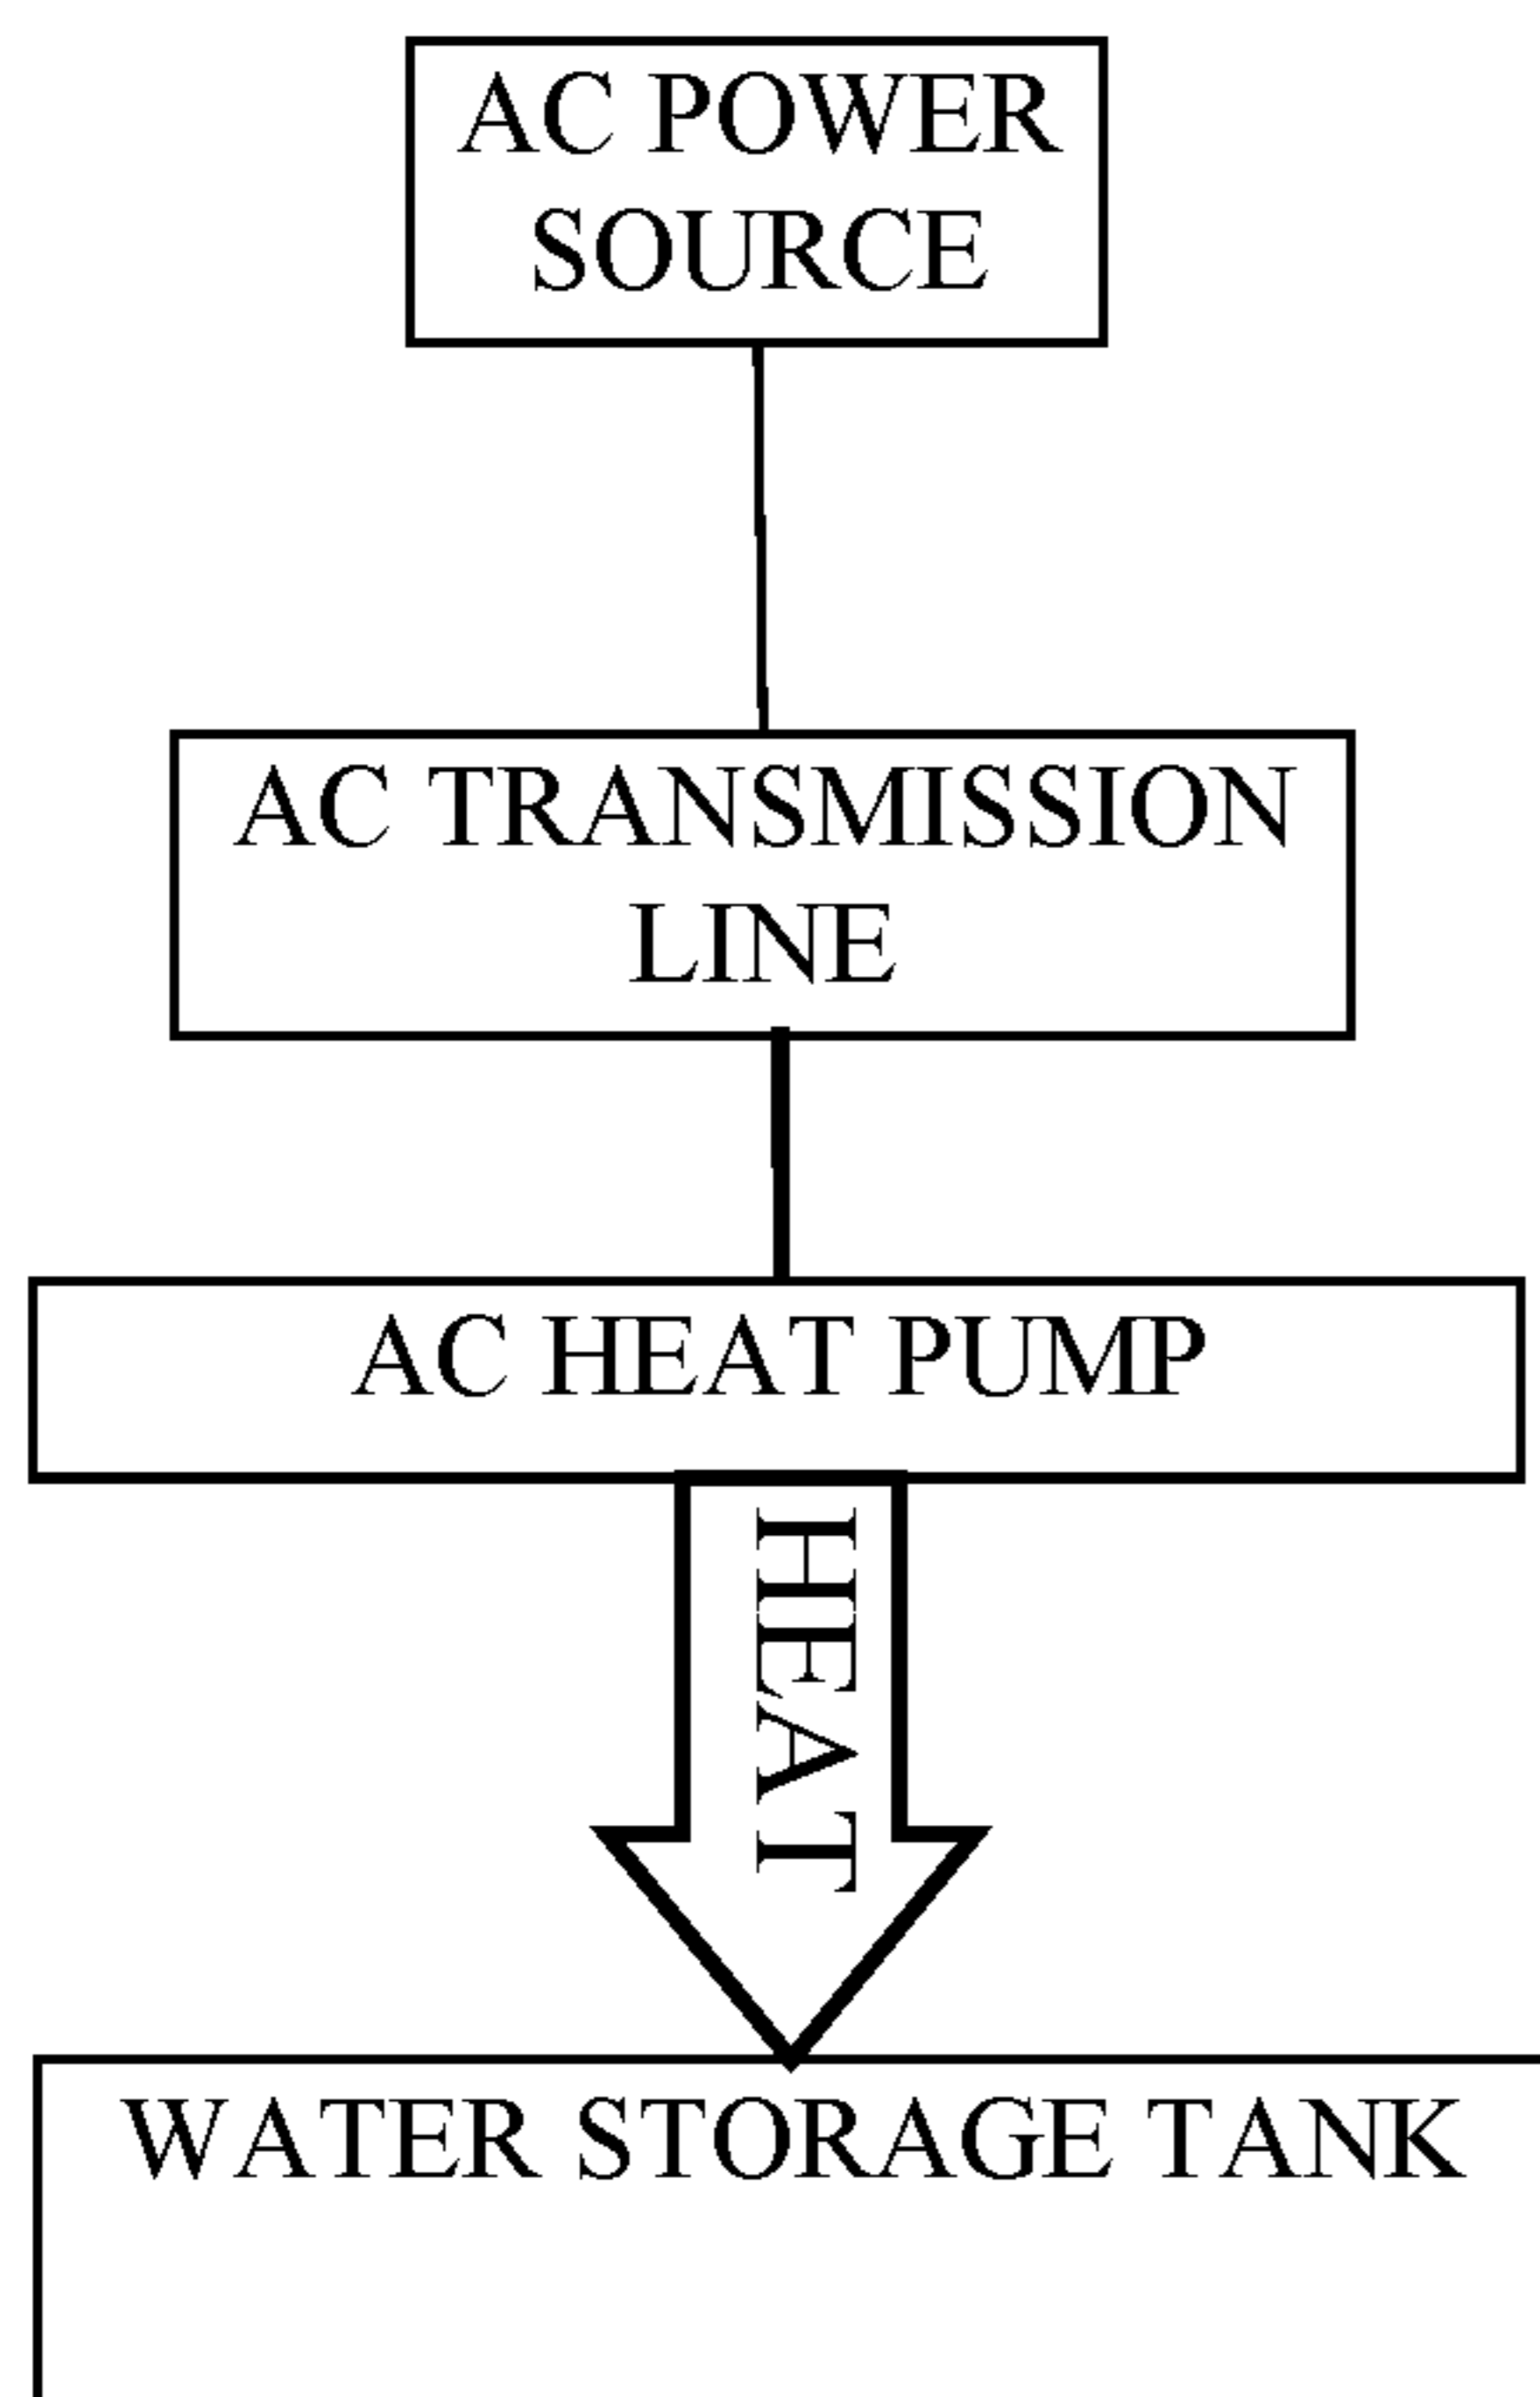 AC POWER
SOURCE
AC TRANSMISSION
LINE
AC HEAT PUMP
HEAT
WATER STORAGE TANK